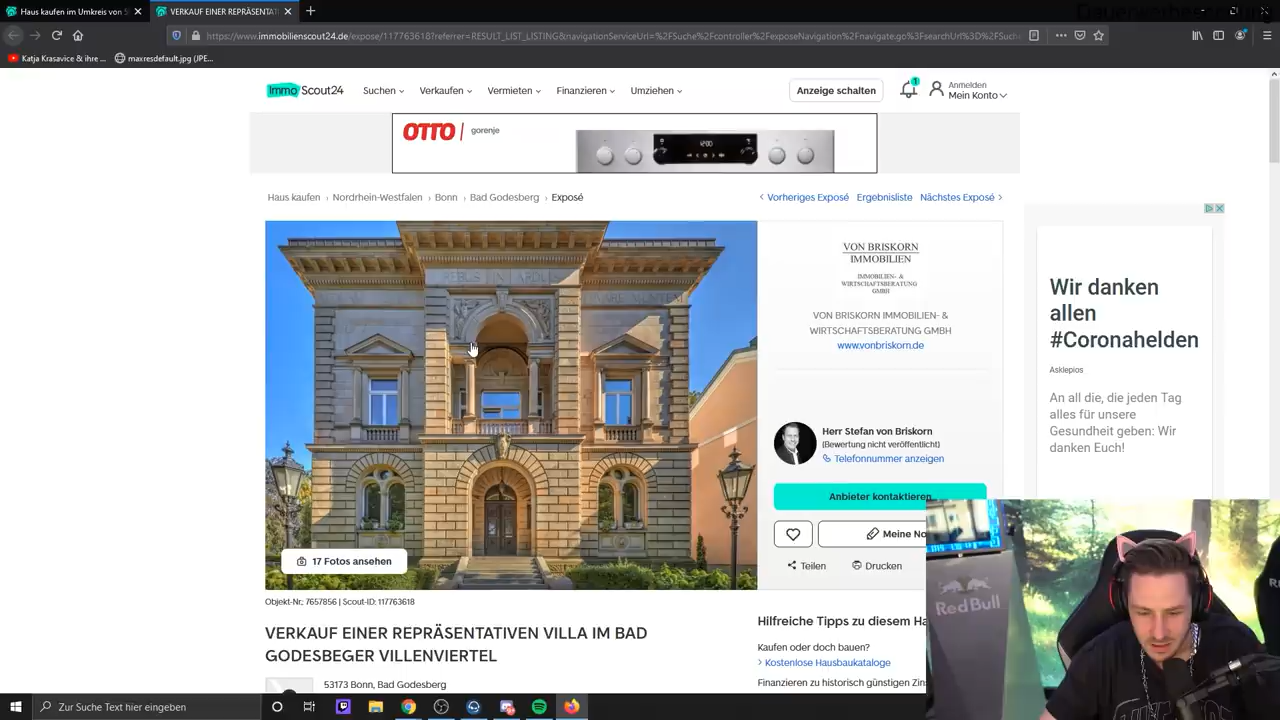 Haus kaufen im Umkreis von 5
VERKAUF EINER REPRÄSENTAT
https://www.immobilienscout24.de/expose/117763618?referrer=RESULT_LIST_LISTING&navigationServiceUrl=%2FSuche%2Fcontroller%2FexposeNavigation%2Fnavigate.go%3FsearchUrl%3D%2FSuche
Katja Krasavice & ihre ...
maxresdefault.jpg (JPE...
ImmoScout24
Suchen
Verkaufen
Vermieten
Finanzieren
Umziehen
Anzeige schalten
1
Anmelden
Mein Konto
OTTO
gorenje
12:00
Haus kaufen › Nordrhein-Westfalen › Bonn › Bad Godesberg › Exposé
Vorheriges Exposé
Ergebnisliste
Nächstes Exposé
VON BRISKORN
IMMOBILIEN
IMMOBILIEN- &
WIRTSCHAFTSBERATUNG
GMBH
VON BRISKORN IMMOBILIEN- &
WIRTSCHAFTSBERATUNG GMBH
www.vonbriskorn.de
Herr Stefan von Briskorn
(Bewertung nicht veröffentlicht)
Telefonnummer anzeigen
Anbieter kontaktieren
Meine No
Teilen
Drucken
17 Fotos ansehen
Objekt-Nr.: 7657856 | Scout-ID: 117763618
VERKAUF EINER REPRÄSENTATIVEN VILLA IM BAD
GODESBEGER VILLENVIERTEL
53173 Bonn, Bad Godesberg
Hilfreiche Tipps zu diesem Ha
Kaufen oder doch bauen?
Kostenlose Hausbaukataloge
Finanzieren zu historisch günstigen Zin
Wir danken
allen
#Coronahelden
Asklepios
An all die, die jeden Tag
alles für unsere
Gesundheit geben: Wir
danken Euch!
Red Bull
Zur Suche Text hier eingeben